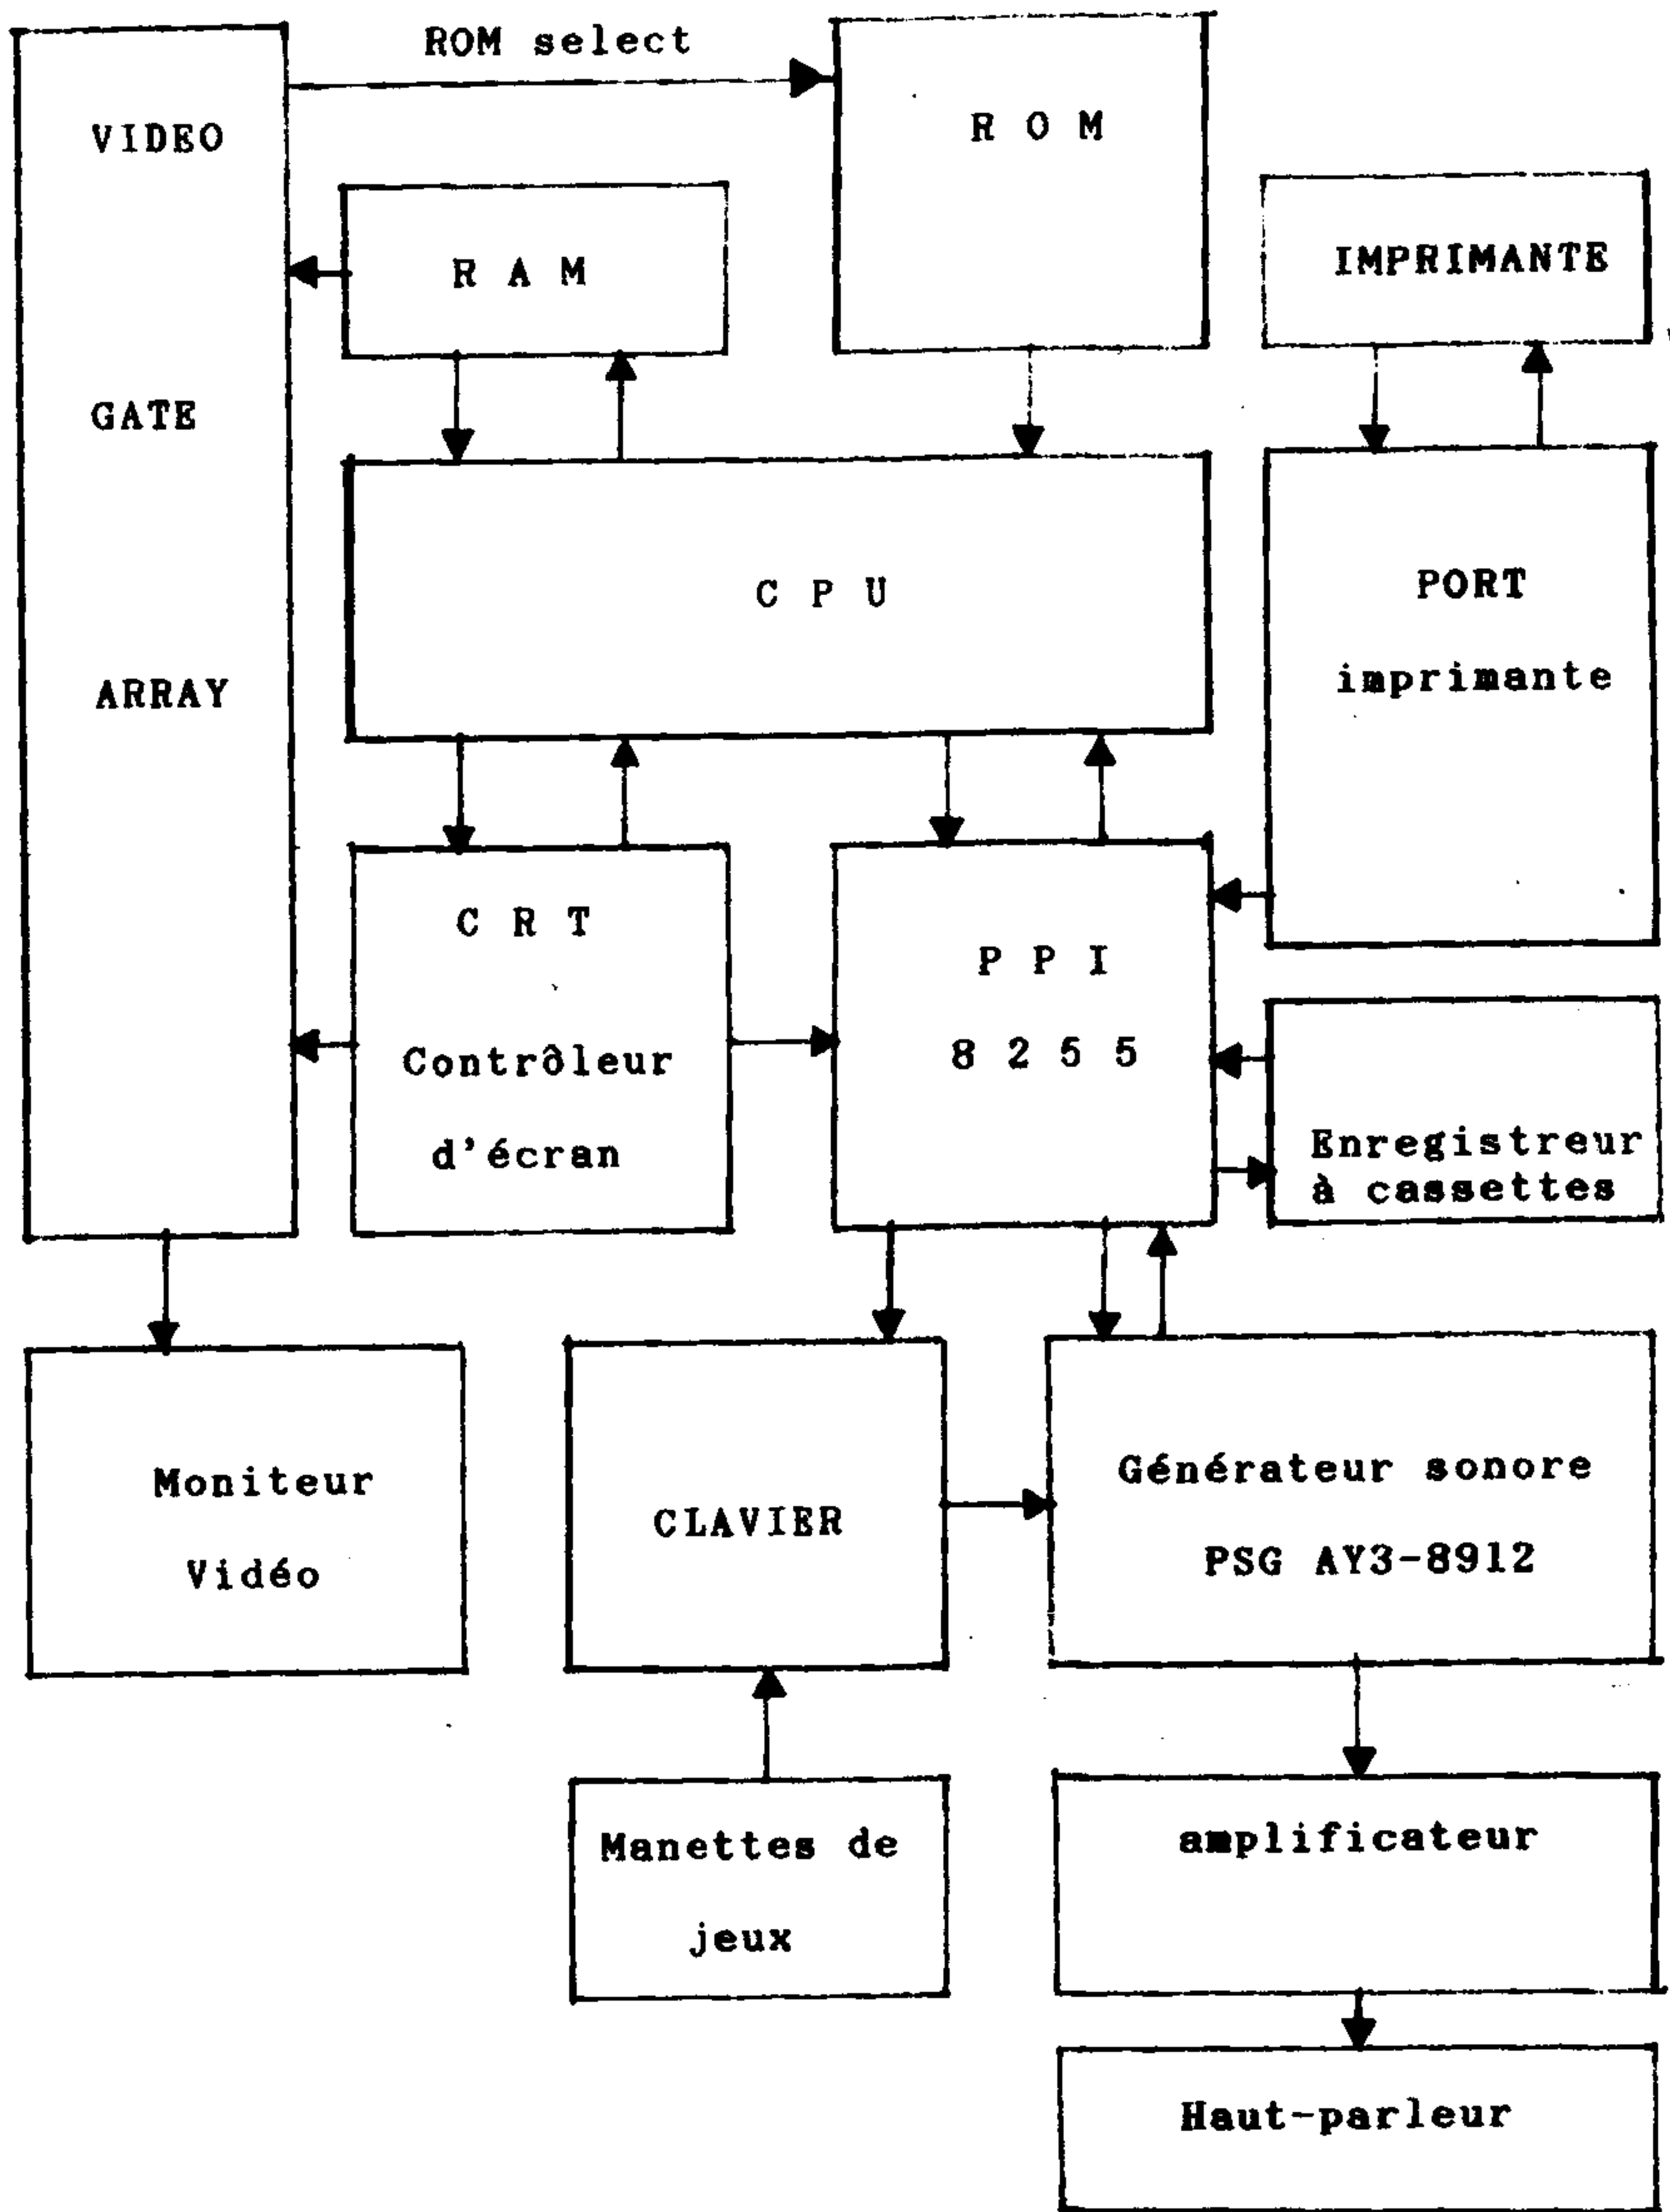 ROM select
VIDEO
GATE
ARRAY
R O M
R A M
IMPRIMANTE
C P U
PORT
imprimante
C R T
Contrôleur
d'écran
P P I
8 2 5 5
Enregistreur
à cassettes
Moniteur
Vidéo
CLAVIER
Générateur sonore
PSG AY3-8912
Manettes de
jeux
amplificateur
Haut-parleur